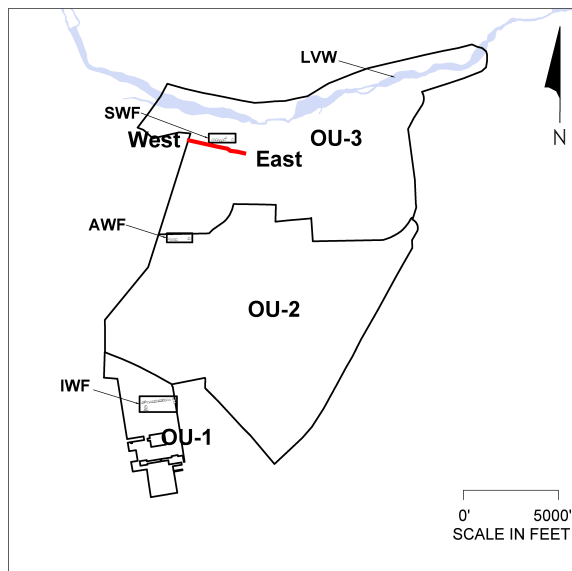 LVW
SWF
West
OU-3
East
N
AWF
OU-2
IWF
OU-1
0' 5000'
SCALE IN FEET